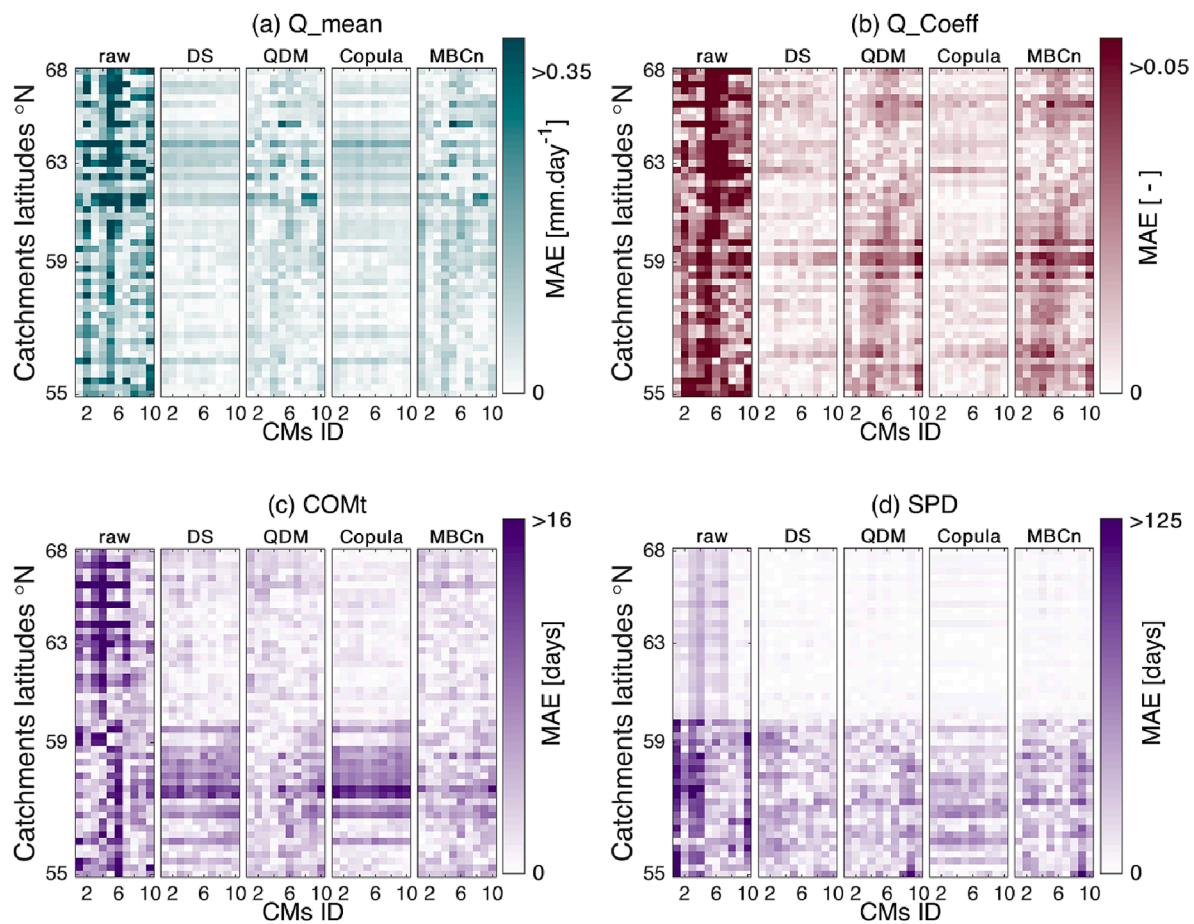 (a) Q_mean
raw DS QDM Copula MBCn
68
63
59
55
Catchments latitudes °N
2 6 10 2 6 10 2 6 10 2 6 10 2 6 10
CMs ID
>0.35
0
MAE [mm.day-1]
(b) Q_Coeff
raw DS QDM Copula MBCn
68
63
59
55
Catchments latitudes °N
2 6 10 2 6 10 2 6 10 2 6 10 2 6 10
CMs ID
>0.05
0
MAE [ - ]
(c) COMt
raw DS QDM Copula MBCn
68
63
59
55
Catchments latitudes °N
2 6 10 2 6 10 2 6 10 2 6 10 2 6 10
CMs ID
>16
0
MAE [days]
(d) SPD
raw DS QDM Copula MBCn
68
63
59
55
Catchments latitudes °N
2 6 10 2 6 10 2 6 10 2 6 10 2 6 10
CMs ID
>125
0
MAE [days]